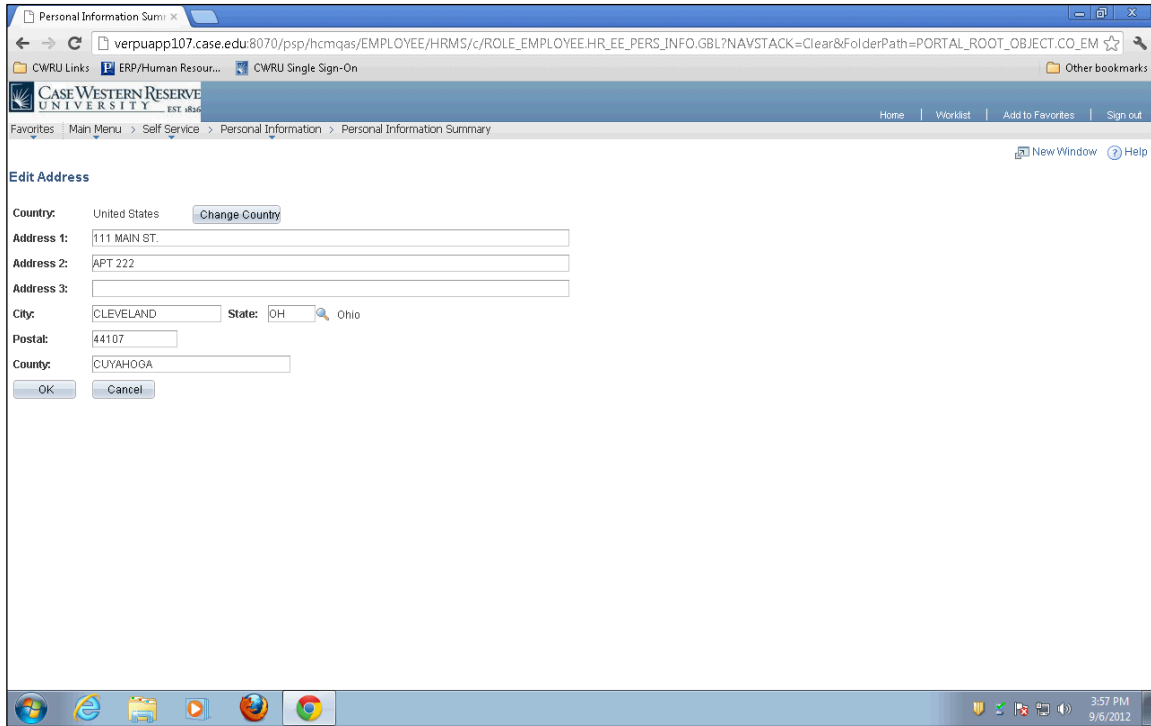 Personal Information Sum
verpuapp107.case.edu:8070/psp/hcmqas/EMPLOYEE/HRMS/c/ROLE_EMPLOYEE.HR_EE_PERS_INFO.GBL?NAVSTACK=Clear&FolderPath=PORTAL_ROOT_OBJECT.CO_EM
CWRU Links ERP/Human Resour... CWRU Single Sign-On Other bookmarks
CASE WESTERN RESERVE
UNIVERSITY EST. 1826
Home | Worklist | Add to Favorites | Sign out
Favorites Main Menu > Self Service > Personal Information > Personal Information Summary
New Window ? Help
Edit Address
Country: United States Change Country
Address 1: 111 MAIN ST.
Address 2: APT 222
Address 3:
City: CLEVELAND State: OH Ohio
Postal: 44107
County: CUYAHOGA
OK Cancel
3:57 PM
9/6/2012